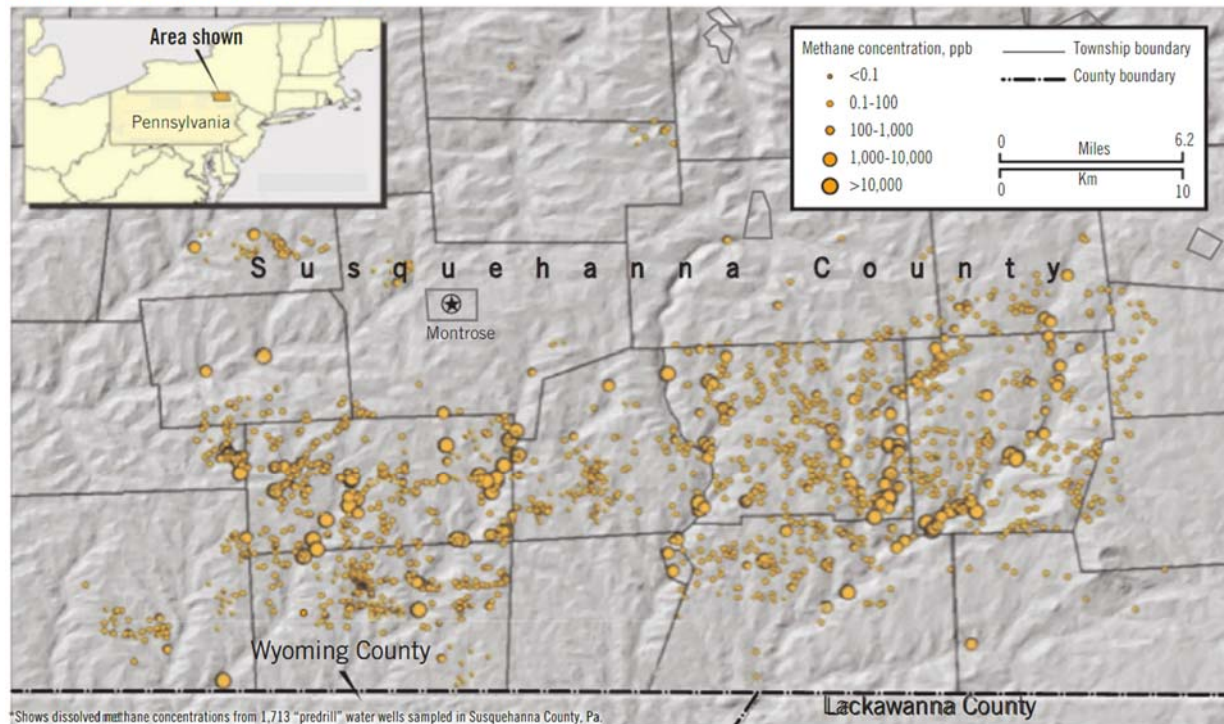 Area shown
Pennsylvania
Methane concentration, ppb
<0.1
0.1-100
100-1,000
1,000-10,000
>10,000
Township boundary
County boundary
0 6.2
Miles
Km
0 10
Susquehanna County
Montrose
Wyoming County
Lackawanna County
*Shows dissolved methane concentrations from 1,713 "predrill" water wells sampled in Susquehanna County, Pa.